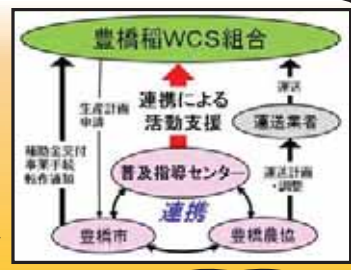 豊橋稲WCS組合
生産計画
申請
連携による
活動支援
運送
運送業者
補助金交付
事業手続
転作確認
普及指導センター
運送計画
・調整
連携
豊橋市
豊橋農協